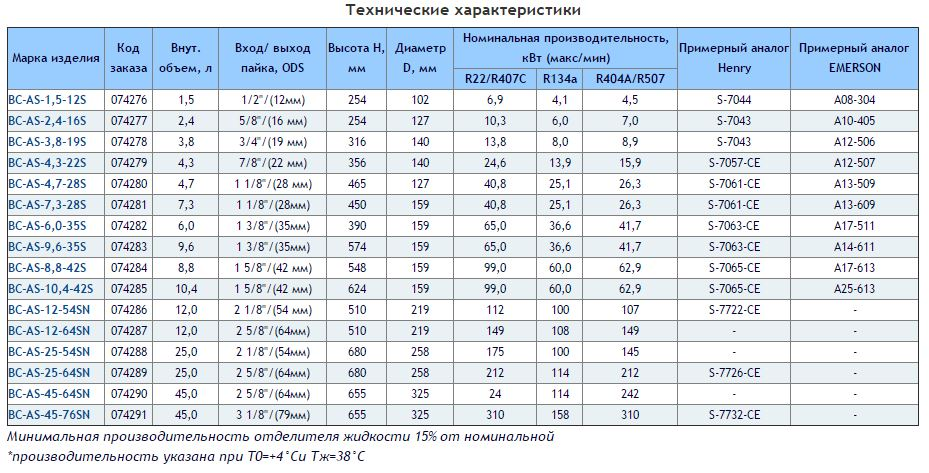 Технические характеристики
Марка изделия | Код заказа | Внут. объем, л | Вход/ выход пайка, ODS | Высота H, мм | Диаметр D, мм | Номинальная производительность, кВт (макс/мин) | Примерный аналог Henry | Примерный аналог EMERSON
R22/R407C | R134a | R404A/R507
BC-AS-1,5-12S | 074276 | 1,5 | 1/2"/(12мм) | 254 | 102 | 6,9 | 4,1 | 4,5 | S-7044 | A08-304
BC-AS-2,4-16S | 074277 | 2,4 | 5/8"/(16 мм) | 254 | 127 | 10,3 | 6,0 | 7,0 | S-7043 | A10-405
BC-AS-3,8-19S | 074278 | 3,8 | 3/4"/(19 мм) | 316 | 140 | 13,8 | 8,0 | 8,9 | S-7043 | A12-506
BC-AS-4,3-22S | 074279 | 4,3 | 7/8"/(22 мм) | 356 | 140 | 24,6 | 13,9 | 15,9 | S-7057-CE | A12-507
BC-AS-4,7-28S | 074280 | 4,7 | 1 1/8"/(28 мм) | 465 | 127 | 40,8 | 25,1 | 26,3 | S-7061-CE | A13-509
BC-AS-7,3-28S | 074281 | 7,3 | 1 1/8"/(28мм) | 450 | 159 | 40,8 | 25,1 | 26,3 | S-7061-CE | A13-609
BC-AS-6,0-35S | 074282 | 6,0 | 1 3/8"/(35мм) | 390 | 159 | 65,0 | 36,6 | 41,7 | S-7063-CE | A17-511
BC-AS-9,6-35S | 074283 | 9,6 | 1 3/8"/(35мм) | 574 | 159 | 65,0 | 36,6 | 41,7 | S-7063-CE | A14-611
BC-AS-8,8-42S | 074284 | 8,8 | 1 5/8"/(42 мм) | 548 | 159 | 99,0 | 60,0 | 62,9 | S-7065-CE | A17-613
BC-AS-10,4-42S | 074285 | 10,4 | 1 5/8"/(42 мм) | 624 | 159 | 99,0 | 60,0 | 62,9 | S-7065-CE | A25-613
BC-AS-12-54SN | 074286 | 12,0 | 2 1/8"/(54 мм) | 510 | 219 | 112 | 100 | 107 | S-7722-CE | -
BC-AS-12-64SN | 074287 | 12,0 | 2 5/8"/(64мм) | 510 | 219 | 149 | 108 | 149 | - | -
BC-AS-25-54SN | 074288 | 25,0 | 2 1/8"/(54мм) | 680 | 258 | 175 | 100 | 145 | - | -
BC-AS-25-64SN | 074289 | 25,0 | 2 5/8"/(64мм) | 680 | 258 | 212 | 114 | 212 | S-7726-CE | -
BC-AS-45-64SN | 074290 | 45,0 | 2 5/8"/(64мм) | 655 | 325 | 24 | 114 | 242 | - | -
BC-AS-45-76SN | 074291 | 45,0 | 3 1/8"/(79мм) | 655 | 325 | 310 | 158 | 310 | S-7732-CE | -
Минимальная производительность отделителя жидкости 15% от номинальной
*производительность указана при T0=+4˚Cи Тж=38˚C